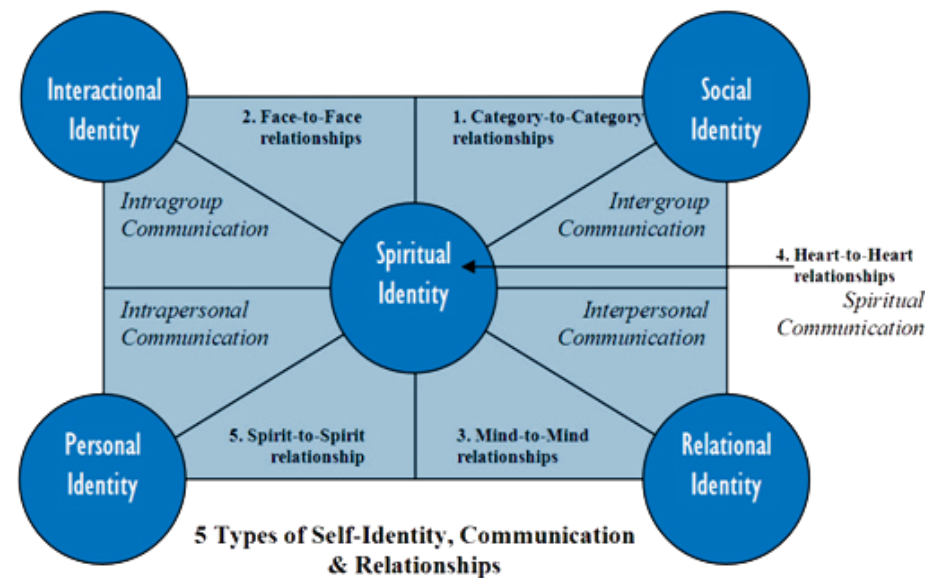 Interactional
Identity
2. Face-to-Face
relationships
1. Category-to-Category
relationships
Social
Identity
Intragroup
Communication
Intergroup
Communication
Spiritual
Identity
4. Heart-to-Heart
relationships
Spiritual
Communication
Intrapersonal
Communication
Interpersonal
Communication
Personal
Identity
5. Spirit-to-Spirit
relationship
3. Mind-to-Mind
relationships
Relational
Identity
5 Types of Self-Identity, Communication
& Relationships